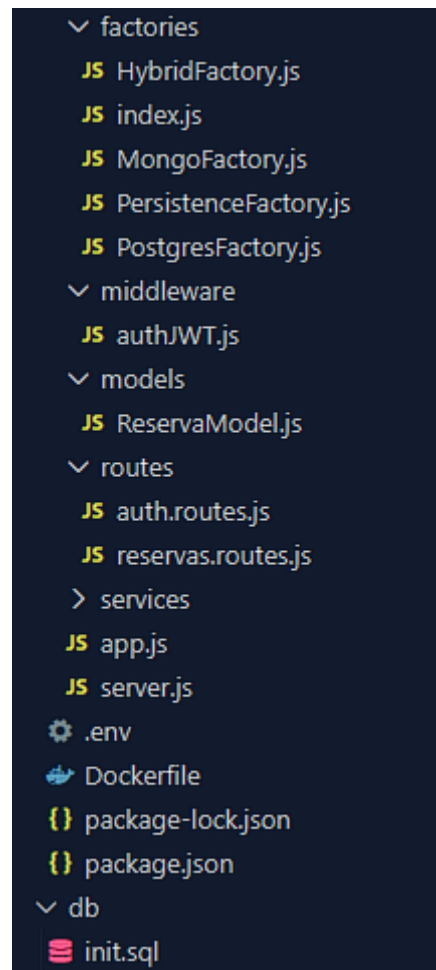 factories
JS HybridFactory.js
JS index.js
JS MongoFactory.js
JS PersistenceFactory.js
JS PostgresFactory.js
middleware
JS authJWT.js
models
JS ReservaModel.js
routes
JS auth.routes.js
JS reservas.routes.js
services
JS app.js
JS server.js
.env
Dockerfile
{} package-lock.json
{} package.json
db
init.sql